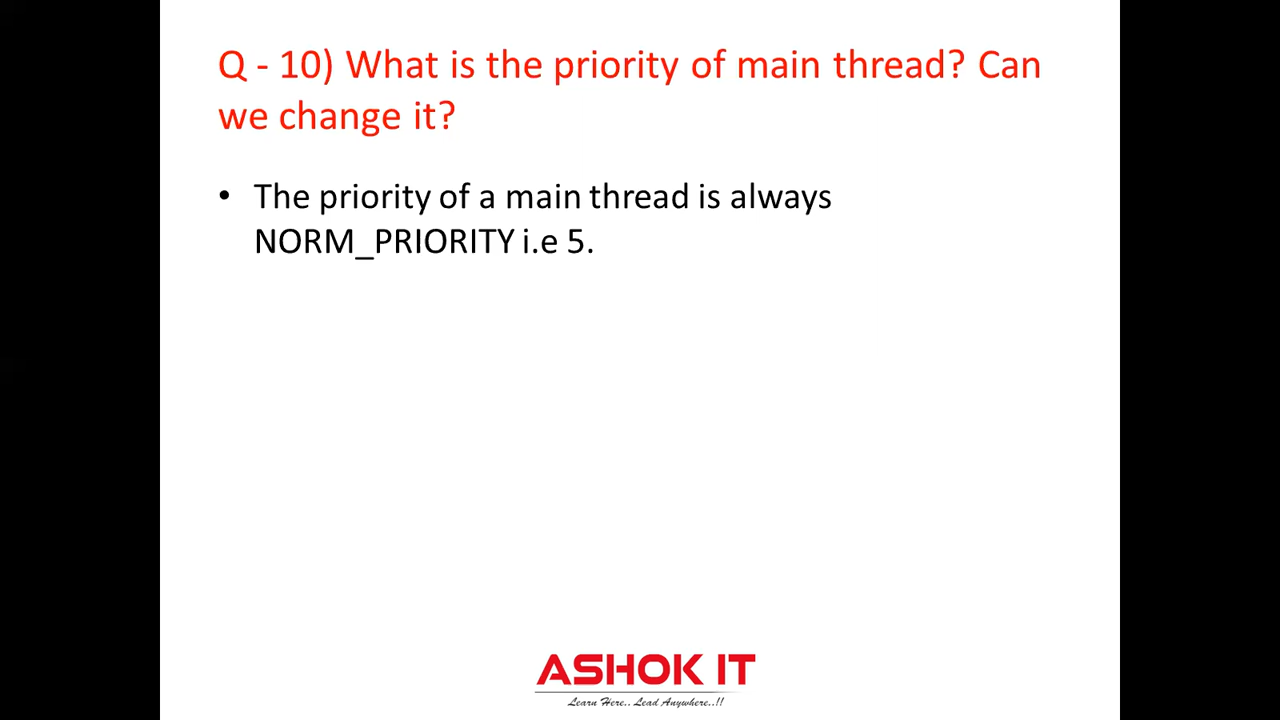 Q - 10) What is the priority of main thread? Can
we change it?
• The priority of a main thread is always
NORM_PRIORITY i.e 5.
ASHOK IT
Learn Here.. Lead Anywhere..!!